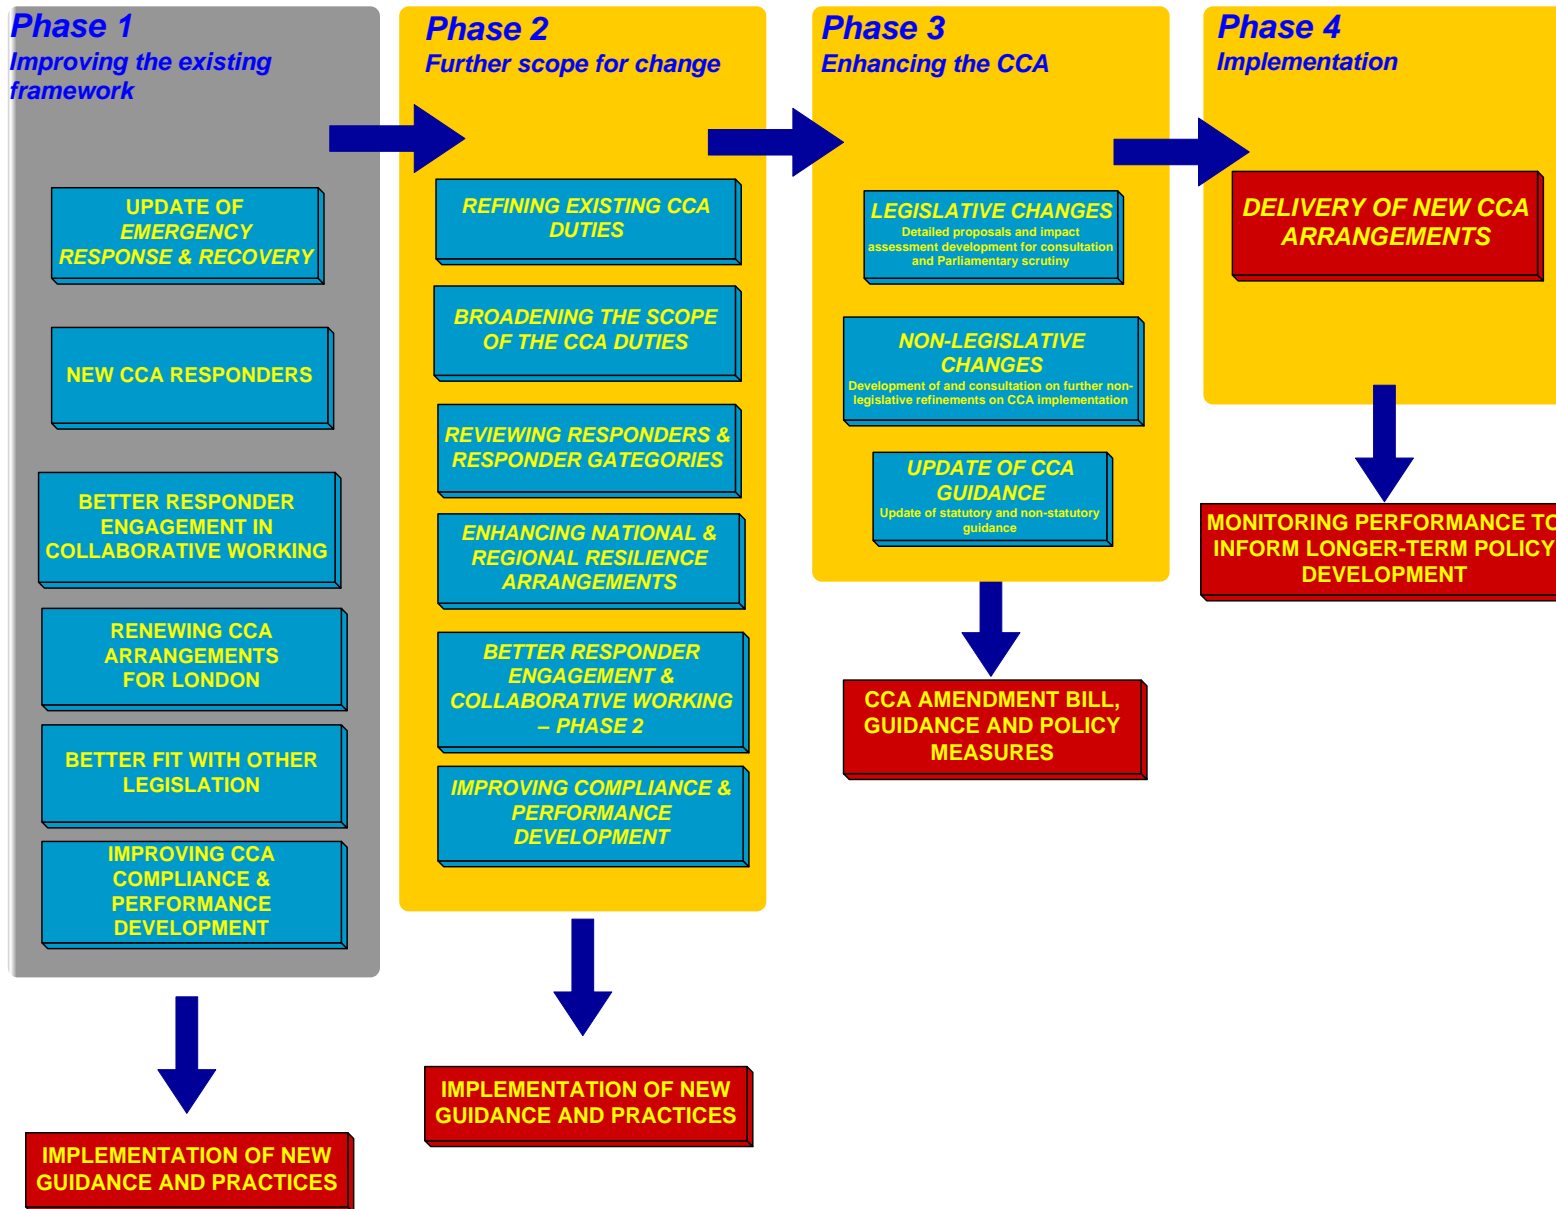 Phase 1
Improving the existing
framework
UPDATE OF
EMERGENCY
RESPONSE & RECOVERY
NEW CCA RESPONDERS
BETTER RESPONDER
ENGAGEMENT IN
COLLABORATIVE WORKING
RENEWING CCA
ARRANGEMENTS
FOR LONDON
BETTER FIT WITH OTHER
LEGISLATION
IMPROVING CCA
COMPLIANCE &
PERFORMANCE
DEVELOPMENT
IMPLEMENTATION OF NEW
GUIDANCE AND PRACTICES
Phase 2
Further scope for change
REFINING EXISTING CCA
DUTIES
BROADENING THE SCOPE
OF THE CCA DUTIES
REVIEWING RESPONDERS &
RESPONDER GATEGORIES
ENHANCING NATIONAL &
REGIONAL RESILIENCE
ARRANGEMENTS
BETTER RESPONDER
ENGAGEMENT &
COLLABORATIVE WORKING
– PHASE 2
IMPROVING COMPLIANCE &
PERFORMANCE
DEVELOPMENT
IMPLEMENTATION OF NEW
GUIDANCE AND PRACTICES
Phase 3
Enhancing the CCA
LEGISLATIVE CHANGES
Detailed proposals and impact
assessment development for consultation
and Parliamentary scrutiny
NON-LEGISLATIVE
CHANGES
Development of and consultation on further non-
legislative refinements on CCA implementation
UPDATE OF CCA
GUIDANCE
Update of statutory and non-statutory
guidance
CCA AMENDMENT BILL,
GUIDANCE AND POLICY
MEASURES
Phase 4
Implementation
DELIVERY OF NEW CCA
ARRANGEMENTS
MONITORING PERFORMANCE TO
INFORM LONGER-TERM POLICY
DEVELOPMENT